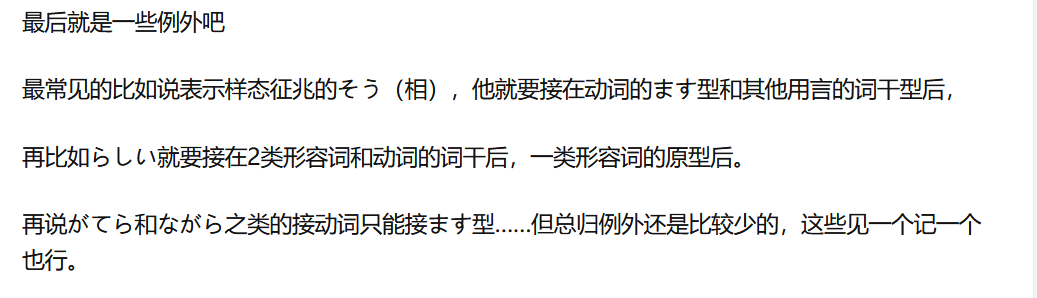 最后就是一些例外吧
最常见的比如说表示样态征兆的そう（相），他就要接在动词的ます型和其他用言的词干型后，
再比如らしい就要接在2类形容词和动词的词干后，一类形容词的原型后。
再说がてら和ながら之类的接动词只能接ます型……但总归例外还是比较少的，这些见一个记一个
也行。